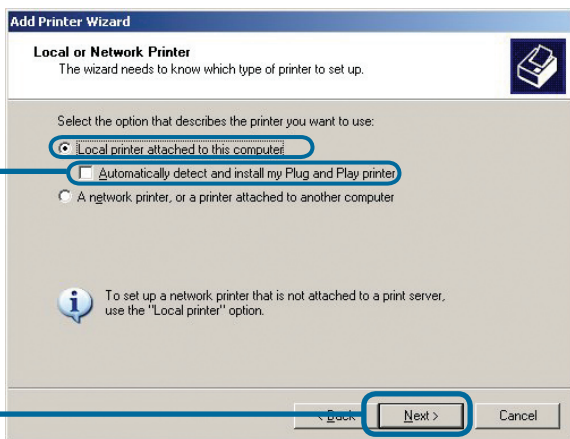 Add Printer Wizard
Local or Network Printer
The wizard needs to know which type of printer to set up.
Select the option that describes the printer you want to use:
Local printer attached to this computer
Automatically detect and install my Plug and Play printer
A network printer, or a printer attached to another computer
To set up a network printer that is not attached to a print server,
use the "Local printer" option.
< Back Next > Cancel